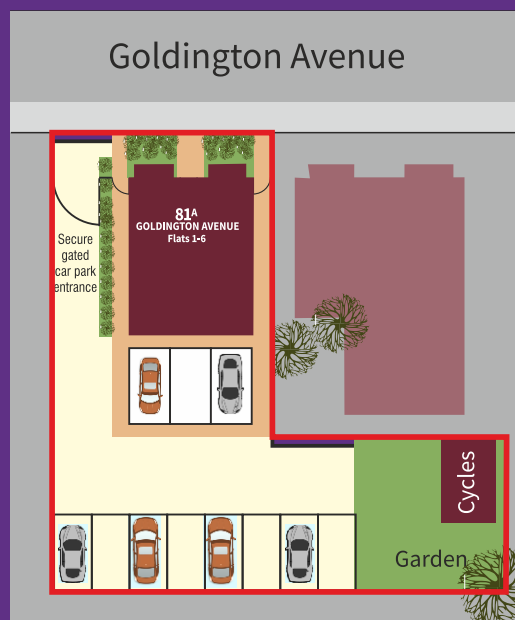 Goldington Avenue
81A
GOLDINGTON AVENUE
Flats 1-6
Secure
gated
car park
entrance
Cycles
Garden